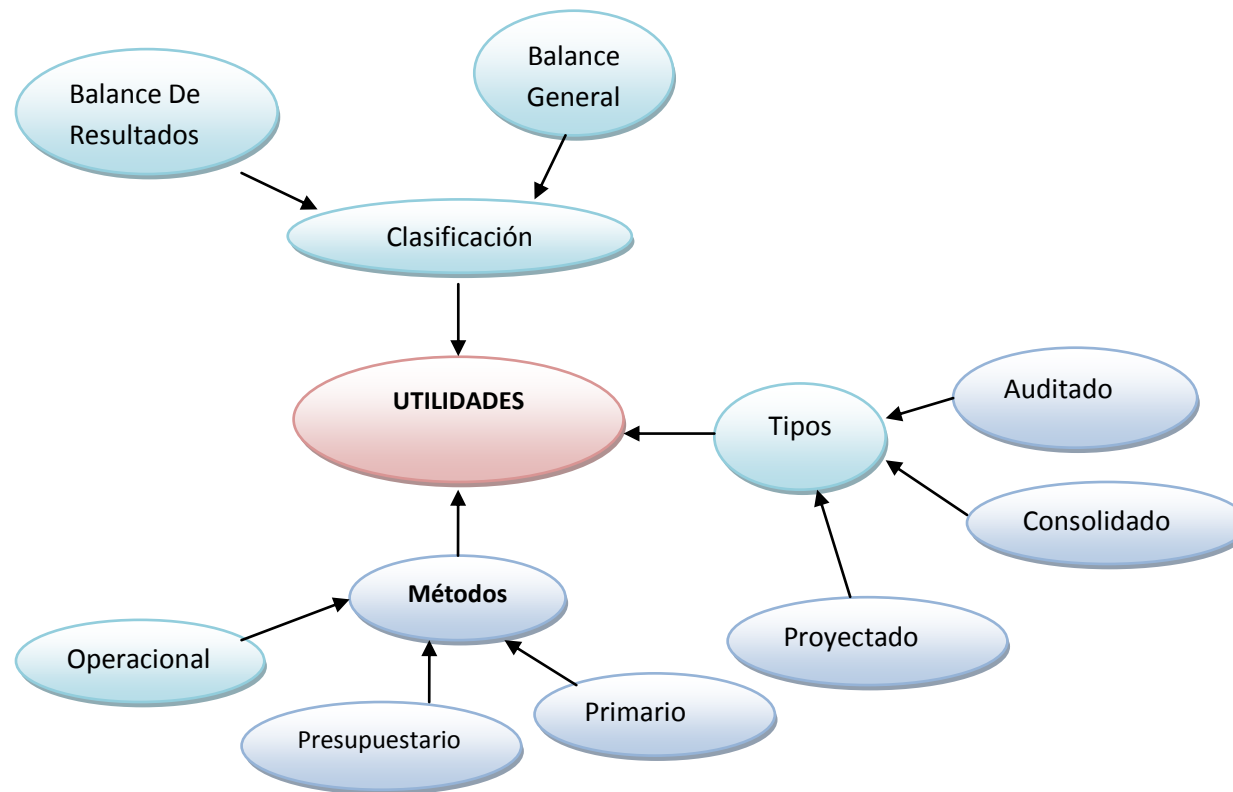 Balance
General
Balance De
Resultados
Clasificación
UTILIDADES
Tipos
Auditado
Consolidado
Proyectado
Métodos
Operacional
Presupuestario
Primario